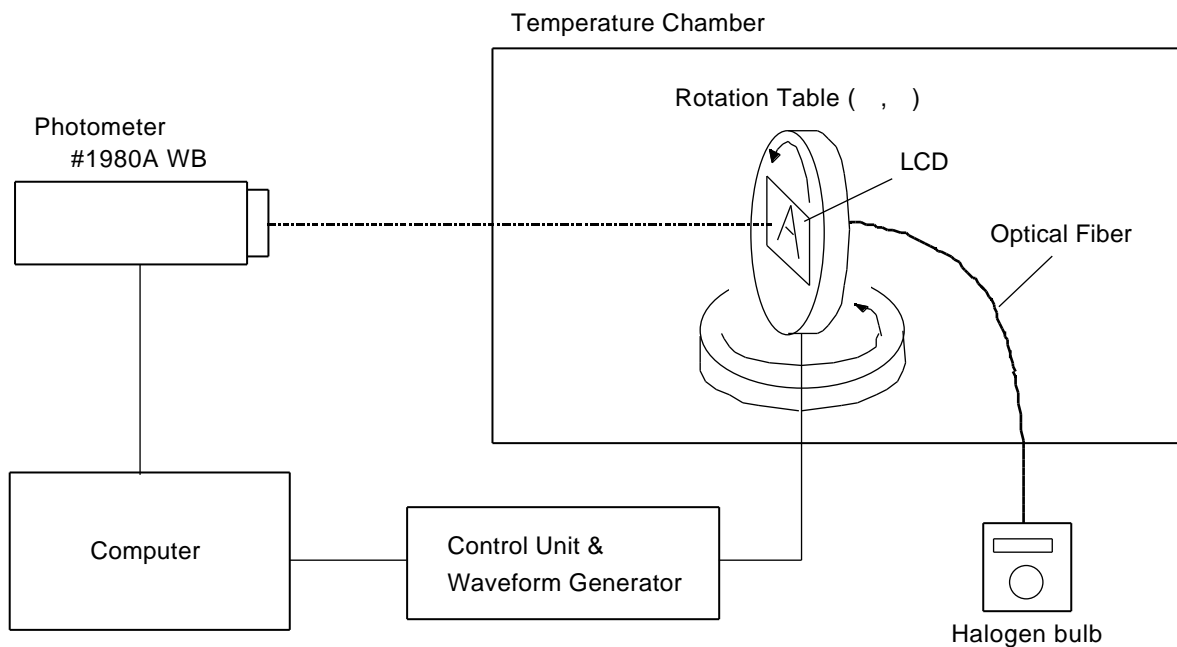 Temperature Chamber
Rotation Table ( , )
Photometer
#1980A WB
LCD
A
Optical Fiber
Computer
Control Unit &
Waveform Generator
Halogen bulb